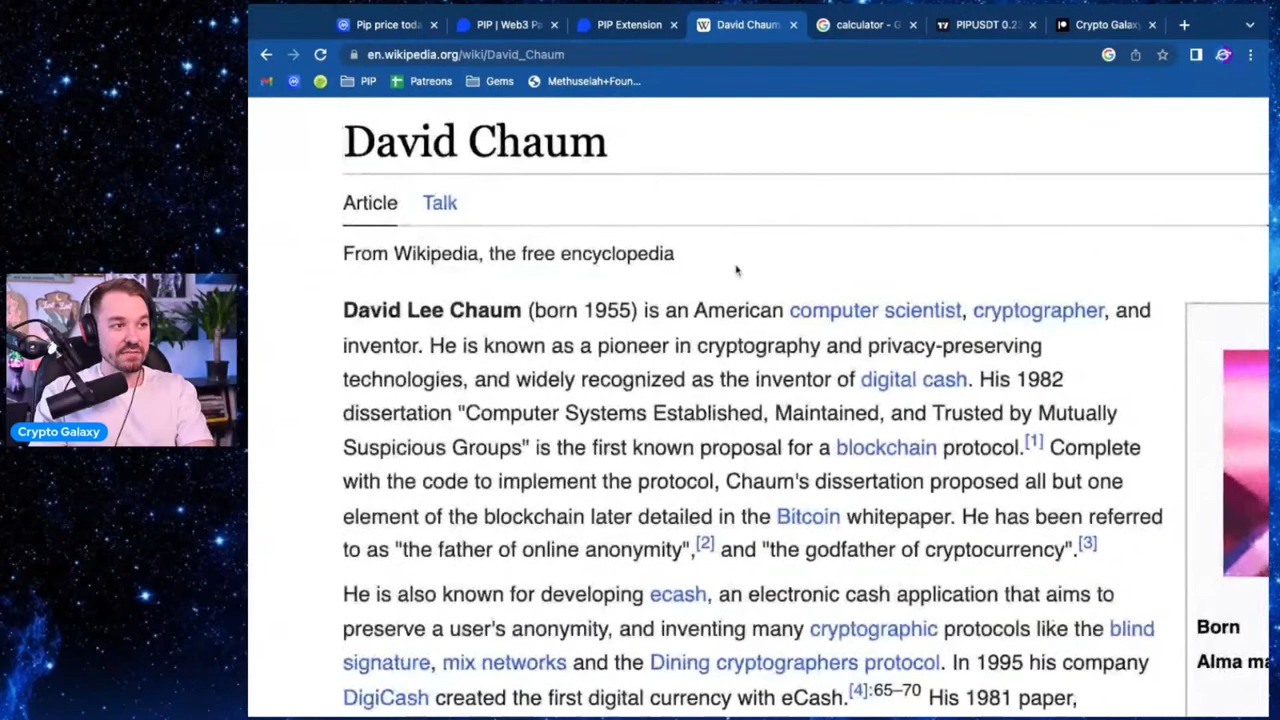 Pip price toda
PIP | Web3 Pa
PIP Extension
David Chaum
calculator - G
PIPUSDT 0.2
Crypto Galax
en.wikipedia.org/wiki/David_Chaum
PIP
Patreons
Gems
Methuselah+Foun...
David Chaum
Article
Talk
From Wikipedia, the free encyclopedia
David Lee Chaum (born 1955) is an American computer scientist, cryptographer, and
inventor. He is known as a pioneer in cryptography and privacy-preserving
technologies, and widely recognized as the inventor of digital cash. His 1982
dissertation "Computer Systems Established, Maintained, and Trusted by Mutually
Suspicious Groups" is the first known proposal for a blockchain protocol.[1] Complete
with the code to implement the protocol, Chaum's dissertation proposed all but one
element of the blockchain later detailed in the Bitcoin whitepaper. He has been referred
to as "the father of online anonymity",[2] and "the godfather of cryptocurrency".[3]
He is also known for developing ecash, an electronic cash application that aims to
preserve a user's anonymity, and inventing many cryptographic protocols like the blind
signature, mix networks and the Dining cryptographers protocol. In 1995 his company
DigiCash created the first digital currency with eCash.[4]:65–70 His 1981 paper,
Born
Alma ma
Crypto Galaxy